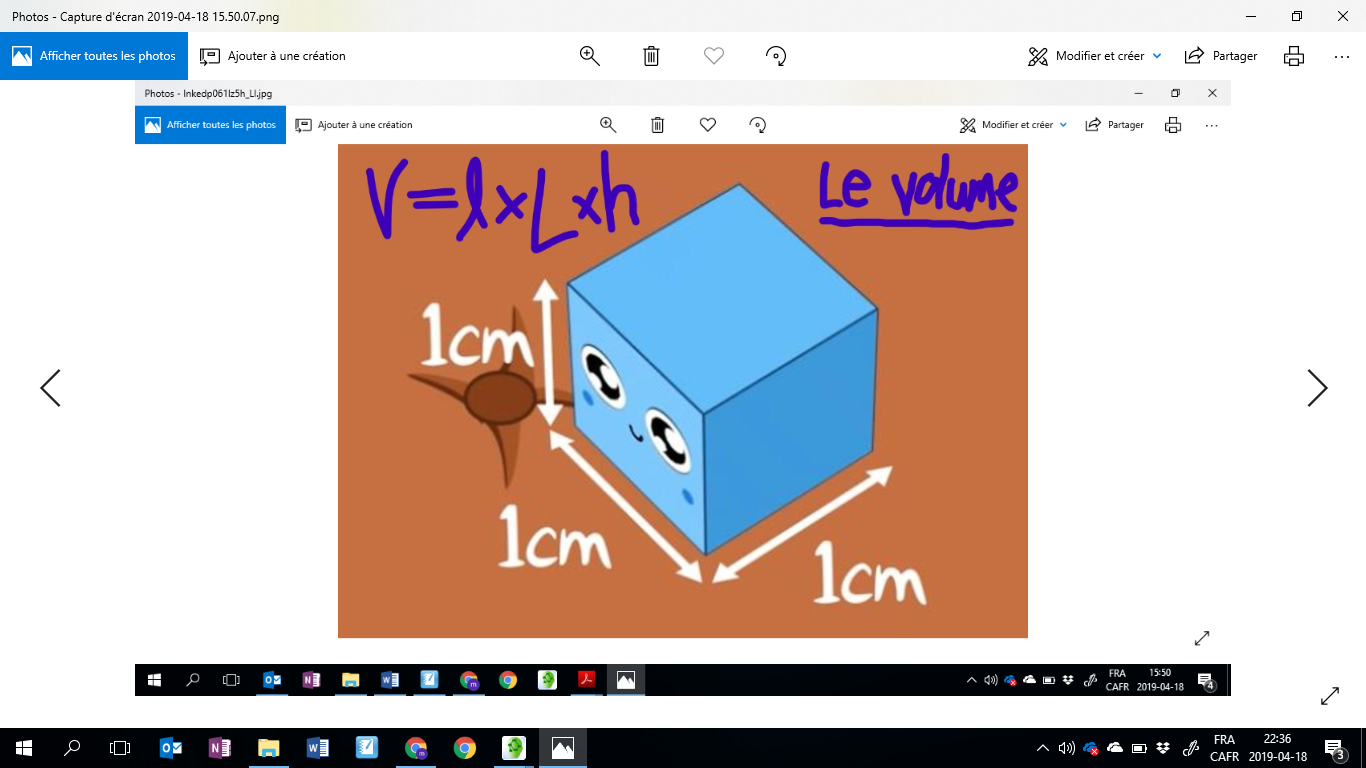 Photos - Capture d'écran 2019-04-18 15.50.07.png
Afficher toutes les photos
Ajouter à une création
Modifier et créer
Partager
Photos - Inkedp061lz5h_LI.jpg
Afficher toutes les photos
Ajouter à une création
Modifier et créer
Partager
V=l×L×h
Le volume
1cm
1cm
1cm
FRA
CAFR
15:50
2019-04-18
4
FRA
CAFR
22:36
2019-04-18
3